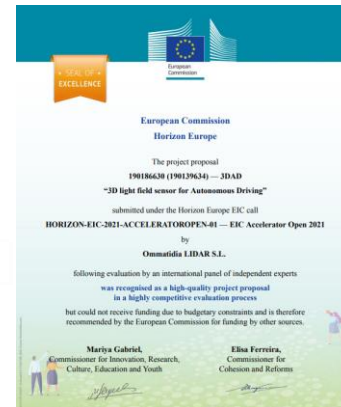 European
Commission
SEAL OF
EXCELLENCE
European Commission
Horizon Europe
The project proposal
190186630 (190139634) — 3DAD
“3D light field sensor for Autonomous Driving”
submitted under the Horizon Europe EIC call
HORIZON-EIC-2021-ACCELERATOROPEN-01 — EIC Accelerator Open 2021
by
Ommatidia LIDAR S.L.
following evaluation by an international panel of independent experts
was recognised as a high-quality project proposal
in a highly competitive evaluation process
but could not receive funding due to budgetary constraints and is therefore
recommended by the European Commission for funding by other sources.
Mariya Gabriel,
Commissioner for Innovation, Research,
Culture, Education and Youth
Elisa Ferreira,
Commissioner for
Cohesion and Reforms